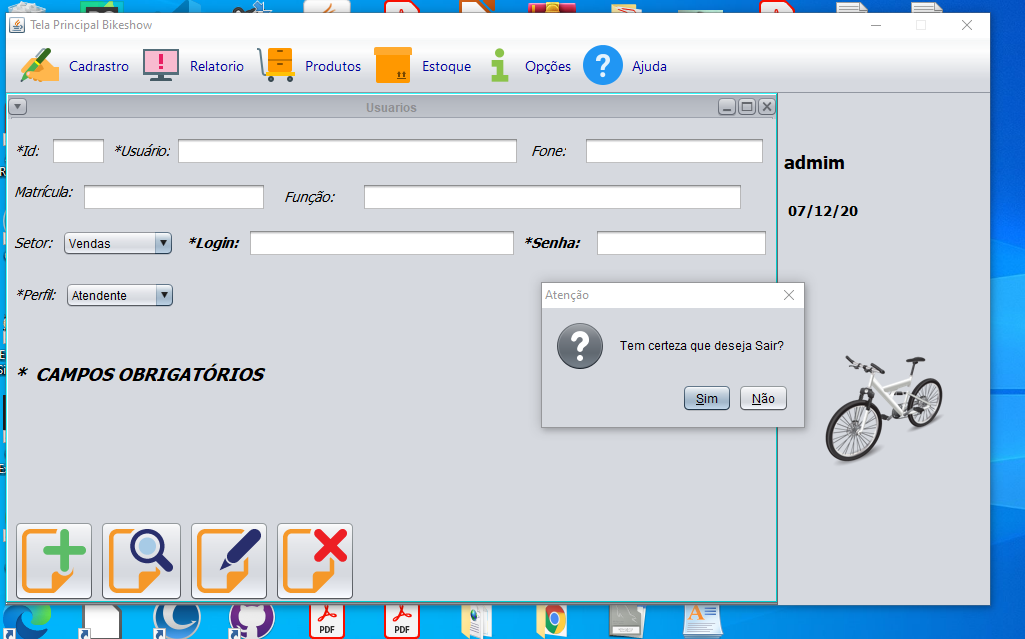 Tela Principal Bikeshow
Cadrastro Relatorio Produtos Estoque Opções Ajuda
Usuarios
*Id: *Usuário: Fone:
admim
Matrícula: Função:
07/12/20
Setor: Vendas *Login: *Senha:
*Perfil: Atendente
Atenção
Tem certeza que deseja Sair?
* CAMPOS OBRIGATÓRIOS
Sim Não
PDF PDF